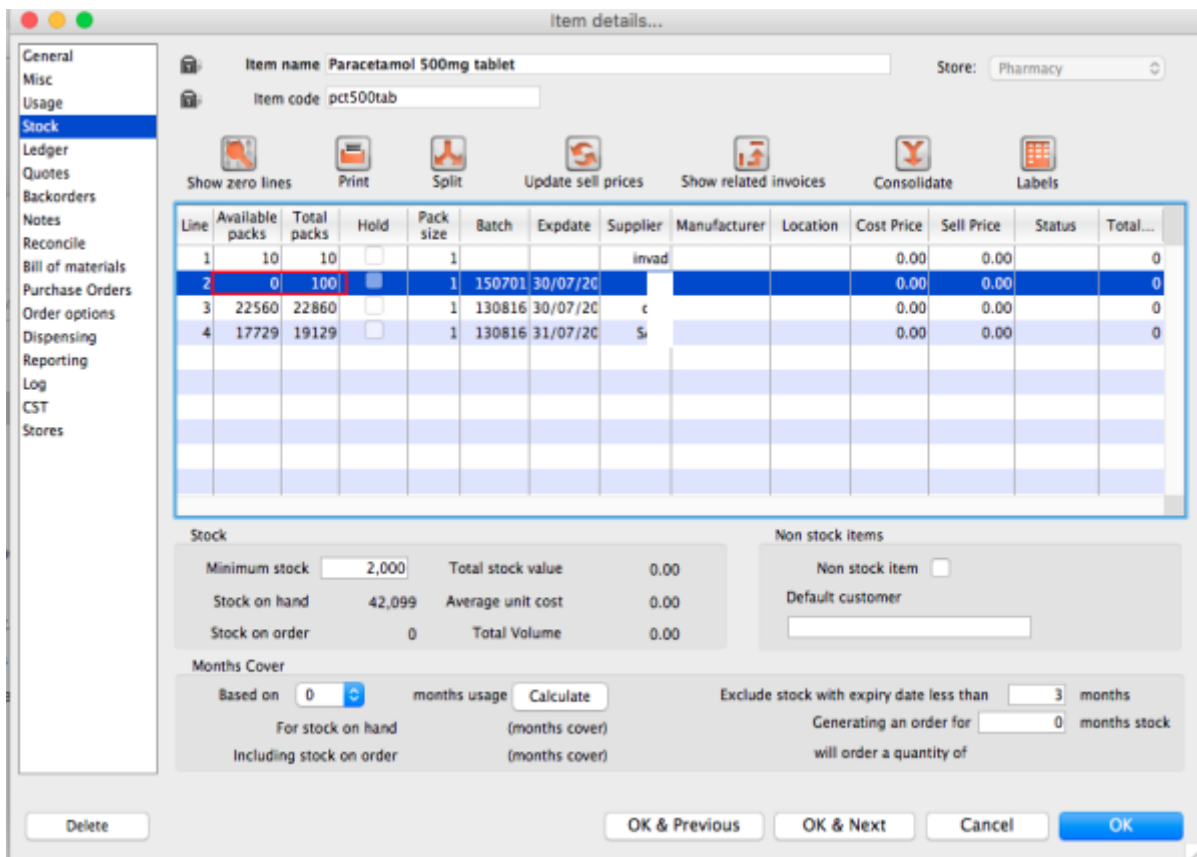 Item details...
General
Misc
Usage
Stock
Ledger
Quotes
Backorders
Notes
Reconcile
Bill of materials
Purchase Orders
Order options
Dispensing
Reporting
Log
CST
Stores
Item name Paracetamol 500mg tablet
Store: Pharmacy
Item code pct500tab
Show zero lines Print Split Update sell prices Show related invoices Consolidate Labels
Line Available packs Total packs Hold Pack size Batch Expdate Supplier Manufacturer Location Cost Price Sell Price Status Total...
1 10 10 1 invad 0.00 0.00 0
2 0 100 1 150701 30/07/20 0.00 0.00 0
3 22560 22860 1 130816 30/07/20 0.00 0.00 0
4 17729 19129 1 130816 31/07/20 0.00 0.00 0
Stock
Minimum stock 2,000 Total stock value 0.00
Stock on hand 42,099 Average unit cost 0.00
Stock on order 0 Total Volume 0.00
Non stock items
Non stock item
Default customer
Months Cover
Based on 0 months usage Calculate
For stock on hand (months cover)
Including stock on order (months cover)
Exclude stock with expiry date less than 3 months
Generating an order for 0 months stock
will order a quantity of
Delete OK & Previous OK & Next Cancel OK